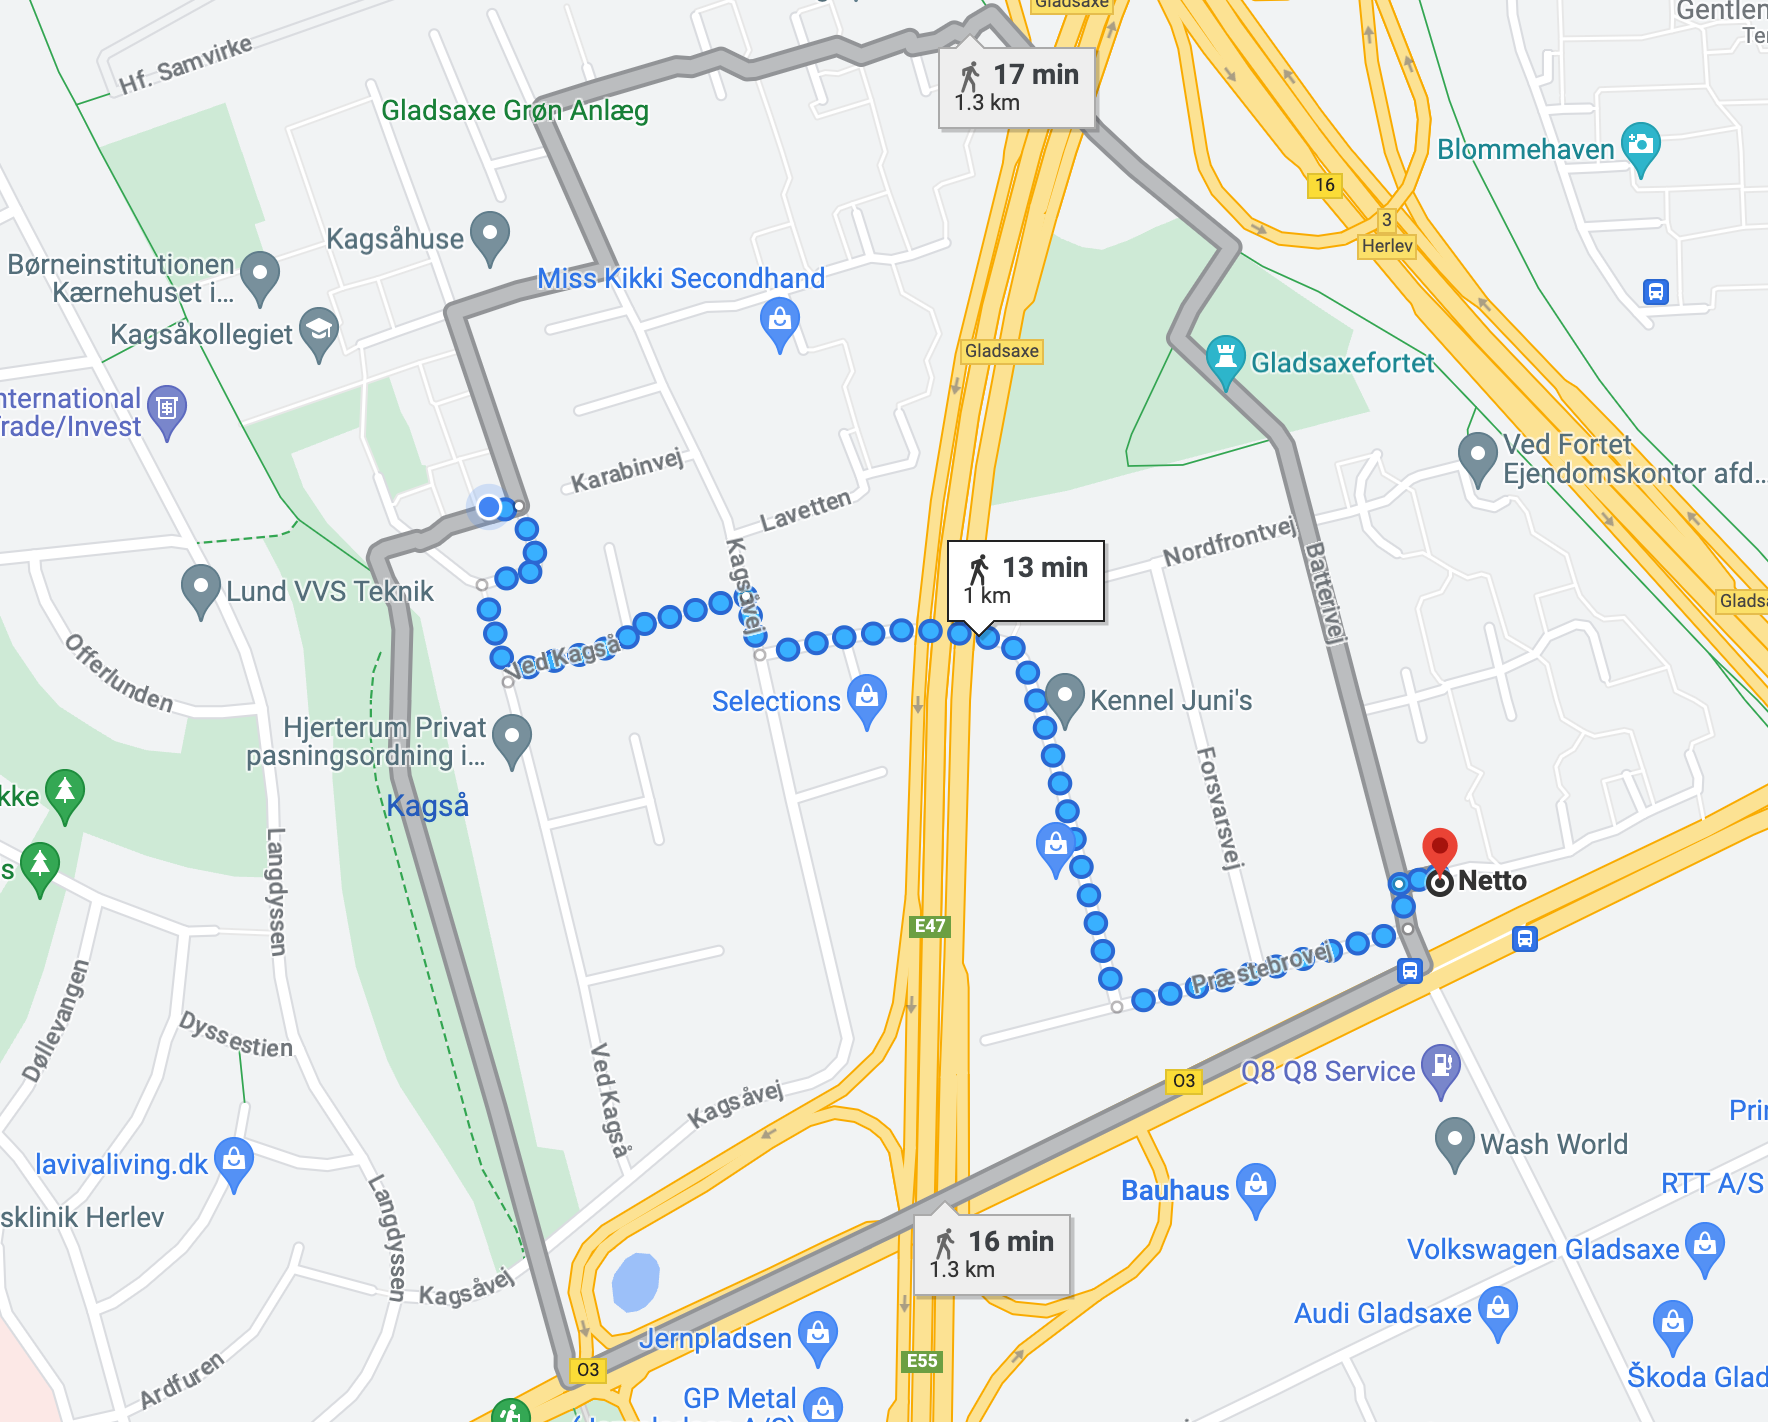 Gladsaxe
Gentlen
Ter
Hf. Samvirke
17 min
1.3 km
Gladsaxe Grøn Anlæg
Blommehaven
16
3
Herlev
Kagsåhuse
Børneinstitutionen
Kærnehuset i...
Miss Kikki Secondhand
Kagsåkollegiet
Gladsaxe
Gladsaxefortet
nternational
rade/Invest
Ved Fortet
Ejendomskontor afd...
Karabinvej
Lavetten
Nordfrontvej
Kagsåvej
Batterivej
13 min
1 km
Lund VVS Teknik
Gladsa
Offerlunden
Ved Kagså
Selections
Kennel Juni's
Hjerterum Privat
pasningsordning i...
Forsvarsvej
kke
Kagså
s
Langdyssen
Netto
E47
Præstebrovej
Døllevangen
Dyssestien
Ved Kagså
Kagsåvej
O3
Q8 Q8 Service
Prir
Wash World
lavivaliving.dk
RTT A/S
Bauhaus
Langdyssen
sklinik Herlev
16 min
1.3 km
Volkswagen Gladsaxe
Kagsåvej
Audi Gladsaxe
Jernpladsen
E55
O3
Škoda Glad
Ardfuren
GP Metal
(Jernpladsen A/S)